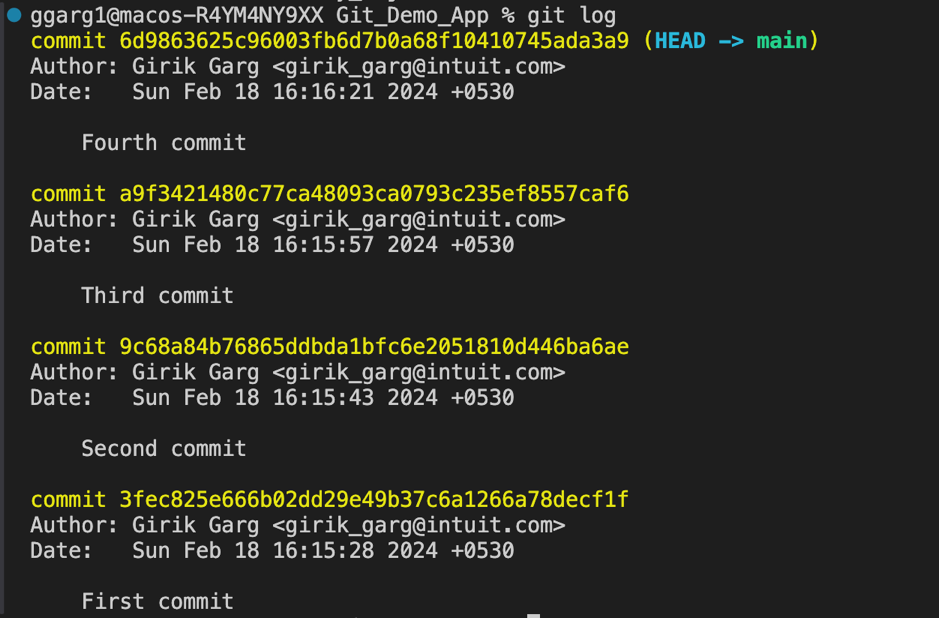 ggarg1@macos-R4YM4NY9XX Git_Demo_App % git log
commit 6d9863625c96003fb6d7b0a68f10410745ada3a9 (HEAD -> main)
Author: Girik Garg <girik_garg@intuit.com>
Date:   Sun Feb 18 16:16:21 2024 +0530
Fourth commit
commit a9f3421480c77ca48093ca0793c235ef8557caf6
Author: Girik Garg <girik_garg@intuit.com>
Date:   Sun Feb 18 16:15:57 2024 +0530
Third commit
commit 9c68a84b76865ddbda1bfc6e2051810d446ba6ae
Author: Girik Garg <girik_garg@intuit.com>
Date:   Sun Feb 18 16:15:43 2024 +0530
Second commit
commit 3fec825e666b02dd29e49b37c6a1266a78decf1f
Author: Girik Garg <girik_garg@intuit.com>
Date:   Sun Feb 18 16:15:28 2024 +0530
First commit